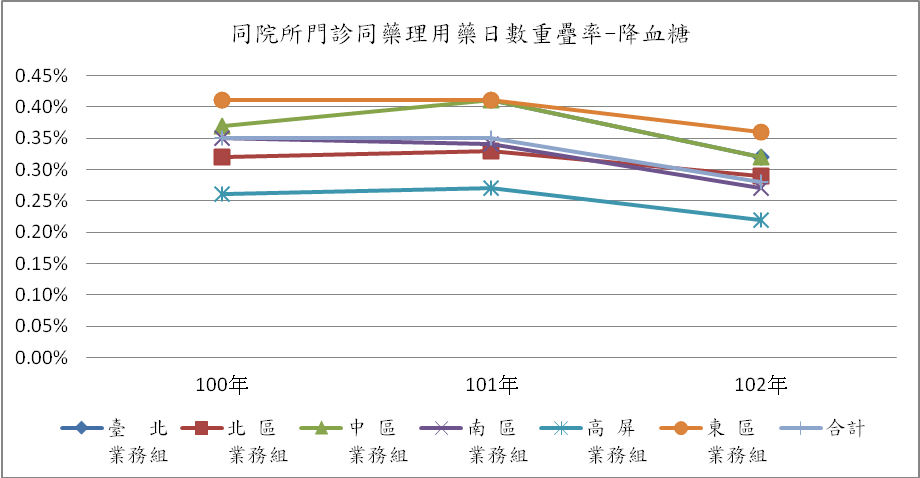 同院所門診同藥理用藥日數重疊率-降血糖
0.45%
0.40%
0.35%
0.30%
0.25%
0.20%
0.15%
0.10%
0.05%
0.00%
100年 101年 102年
臺 北 北 區 中 區 南 區 高 屏 東 區 合計
業務組 業務組 業務組 業務組 業務組 業務組